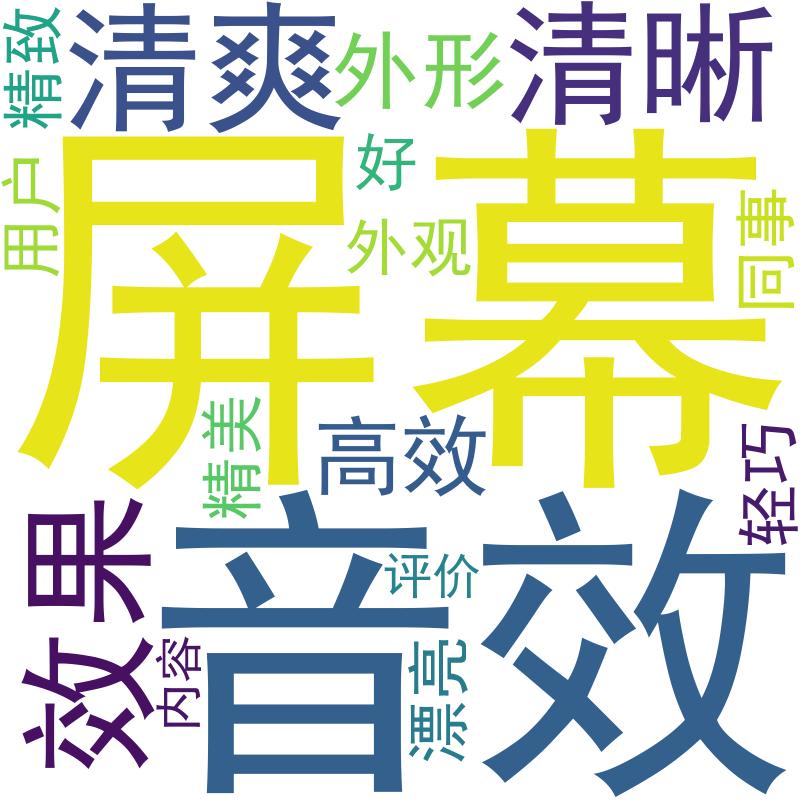 精致
清爽
外形
清晰
用户
屏幕
好
外观
同事
精美
高效
轻巧
效果
音效
评价
内容
漂亮